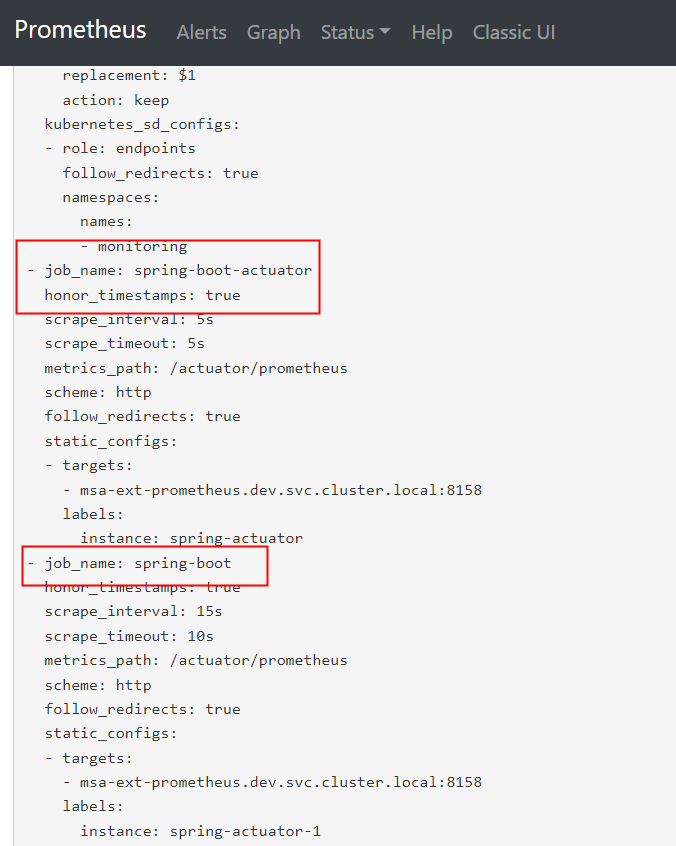 Prometheus Alerts Graph Status Help Classic UI
replacement: $1
action: keep
kubernetes_sd_configs:
- role: endpoints
follow_redirects: true
namespaces:
names:
- monitoring
- job_name: spring-boot-actuator
honor_timestamps: true
scrape_interval: 5s
scrape_timeout: 5s
metrics_path: /actuator/prometheus
scheme: http
follow_redirects: true
static_configs:
- targets:
- msa-ext-prometheus.dev.svc.cluster.local:8158
labels:
instance: spring-actuator
- job_name: spring-boot
honor_timestamps: true
scrape_interval: 15s
scrape_timeout: 10s
metrics_path: /actuator/prometheus
scheme: http
follow_redirects: true
static_configs:
- targets:
- msa-ext-prometheus.dev.svc.cluster.local:8158
labels:
instance: spring-actuator-1